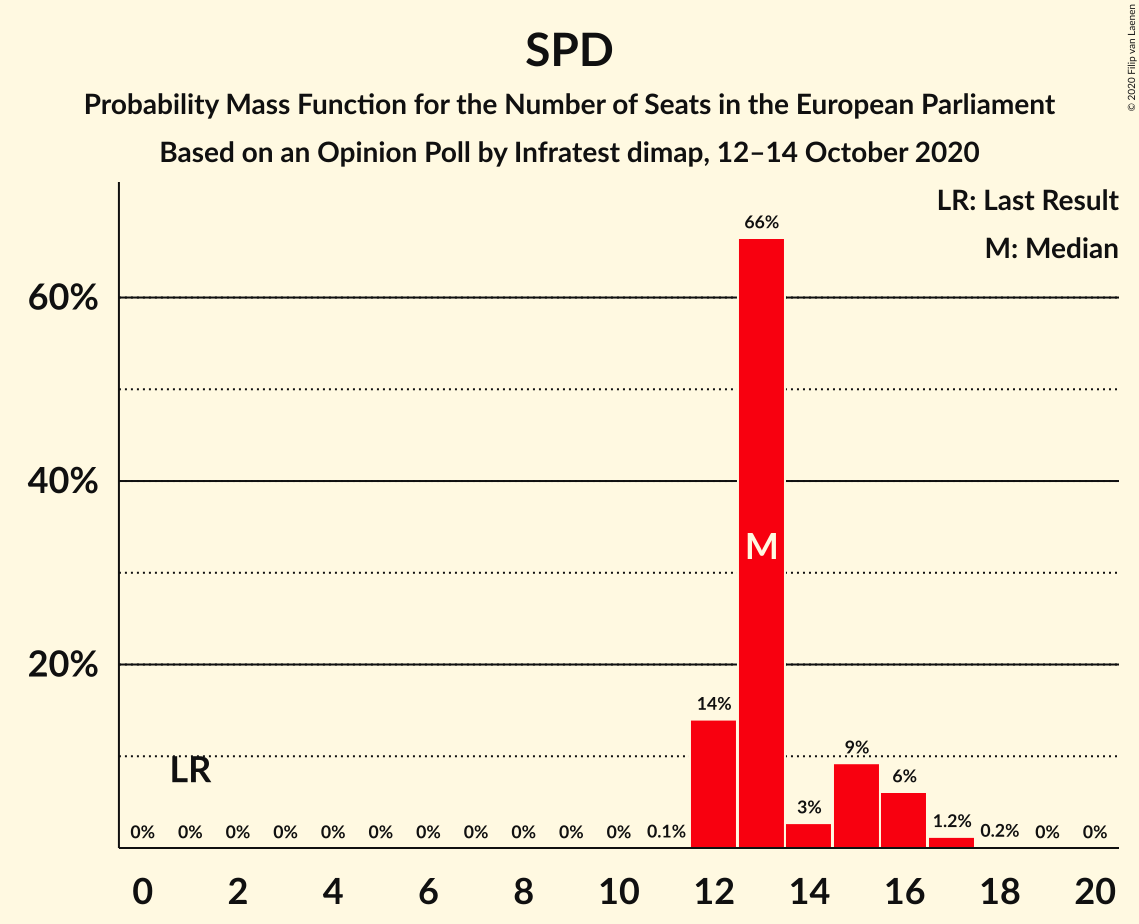 SPD
Probability Mass Function for the Number of Seats in the European Parliament
Based on an Opinion Poll by Infratest dimap, 12–14 October 2020
© 2020 Filip van Laenen
LR: Last Result
M: Median
66%
60%
40%
M
20%
14%
9%
LR
6%
3%
1.2%
0% 0% 0% 0% 0% 0% 0% 0% 0% 0% 0% 0.1% 0.2% 0% 0%
0 2 4 6 8 10 12 14 16 18 20